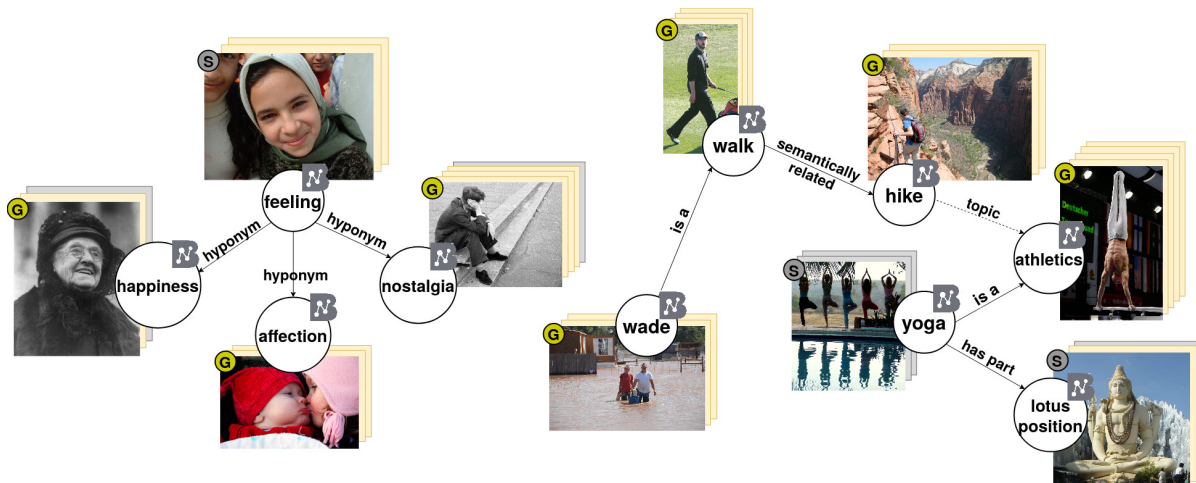 S
feeling
G
happiness
hyponym
hyponym
affection
G
hyponym
nostalgia
G
G
walk
is a
wade
G
semantically
related
G
hike
topic
G
athletics
Deutscher
S
yoga
is a
has part
S
lotus
position